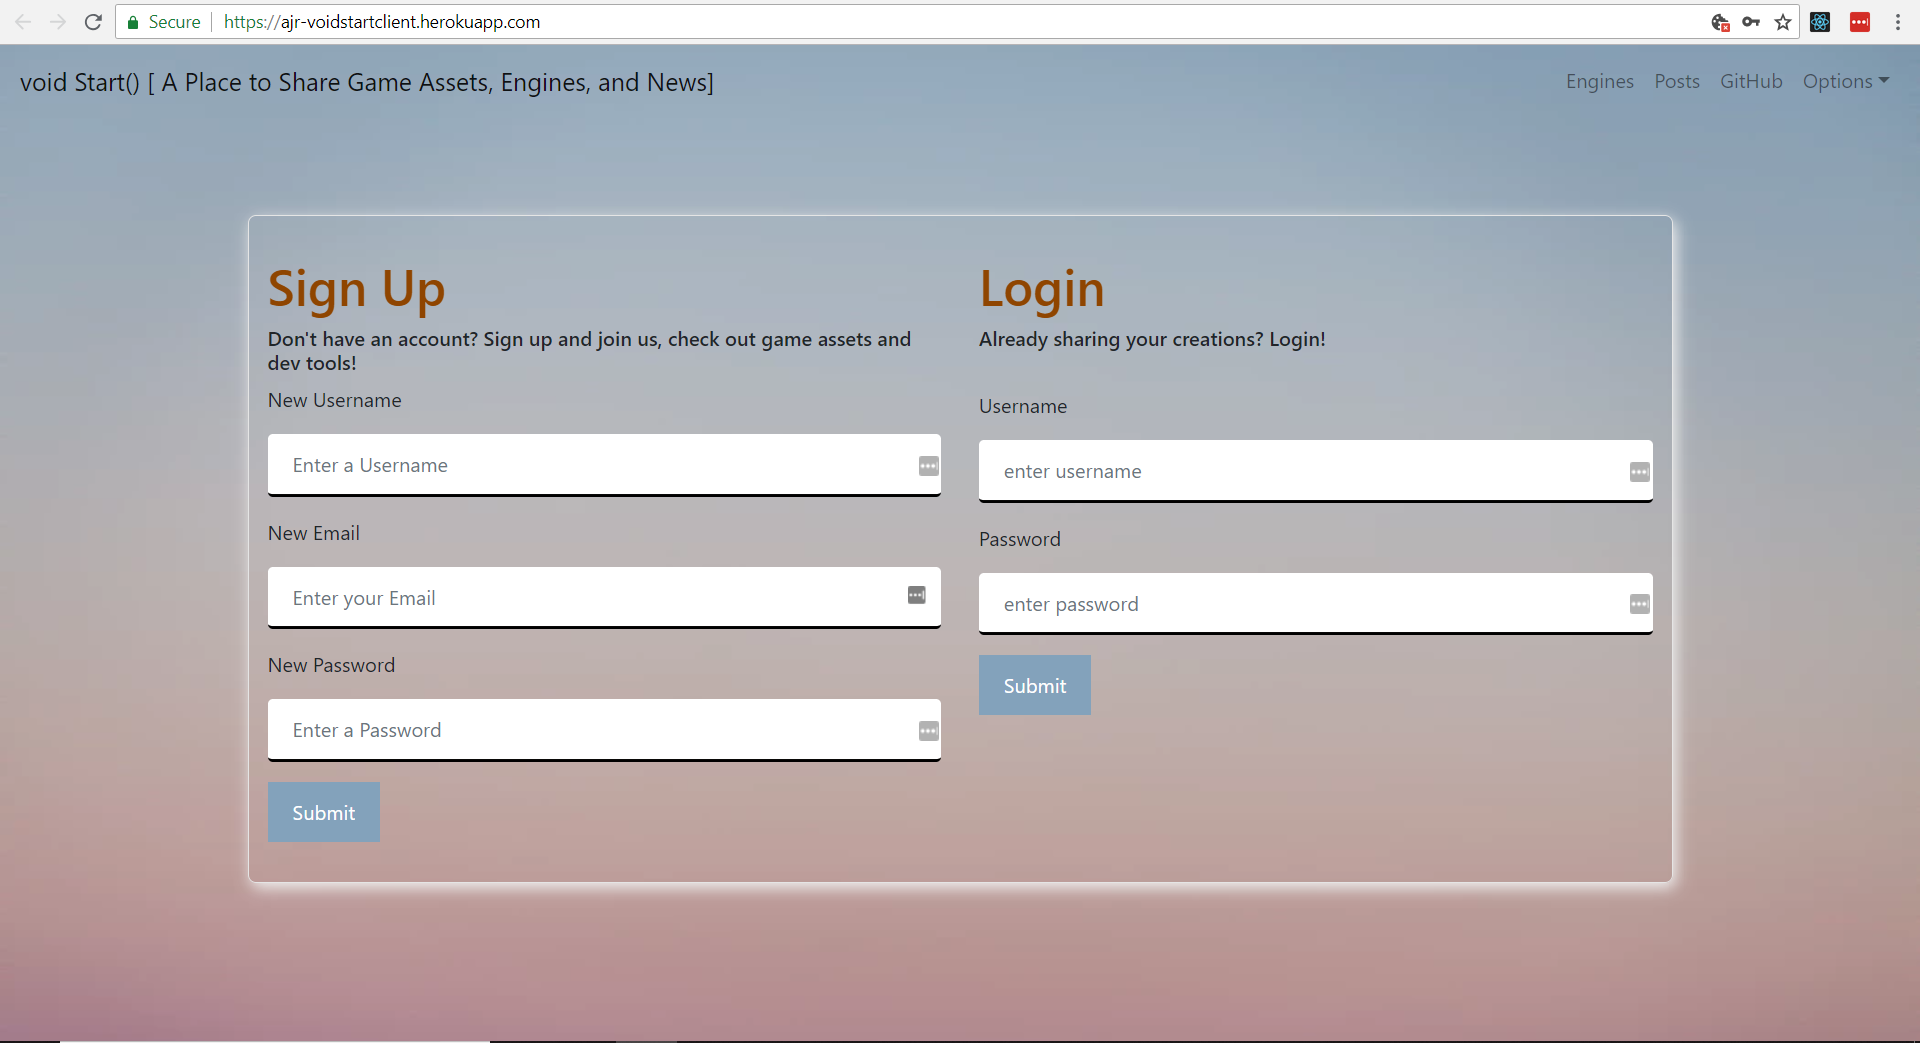 Secure https://ajr-voidstartclient.herokuapp.com
void Start() [ A Place to Share Game Assets, Engines, and News] Engines Posts GitHub Options
Sign Up
Don't have an account? Sign up and join us, check out game assets and
dev tools!
New Username
Enter a Username
New Email
Enter your Email
New Password
Enter a Password
Submit
Login
Already sharing your creations? Login!
Username
enter username
Password
enter password
Submit